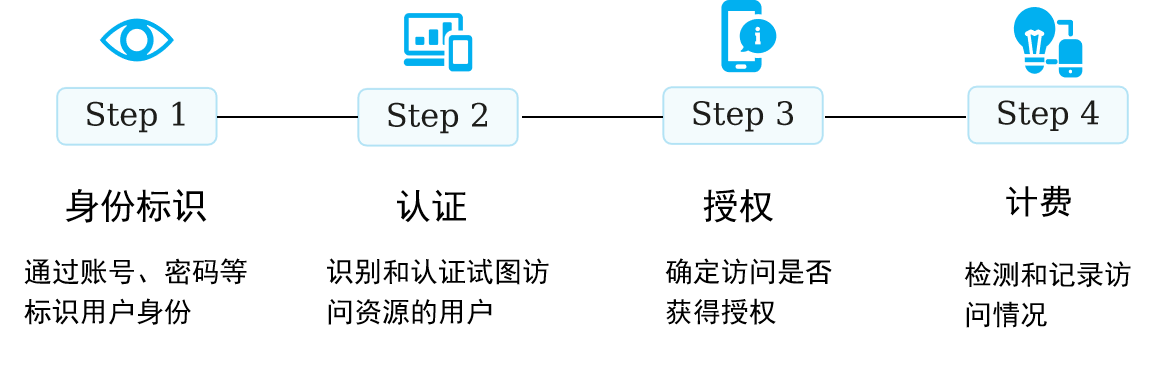 Step 1
Step 2
Step 3
Step 4
身份标识
认证
授权
计费
通过账号、密码等
标识用户身份
识别和认证试图访
问资源的用户
确定访问是否
获得授权
检测和记录访
问情况